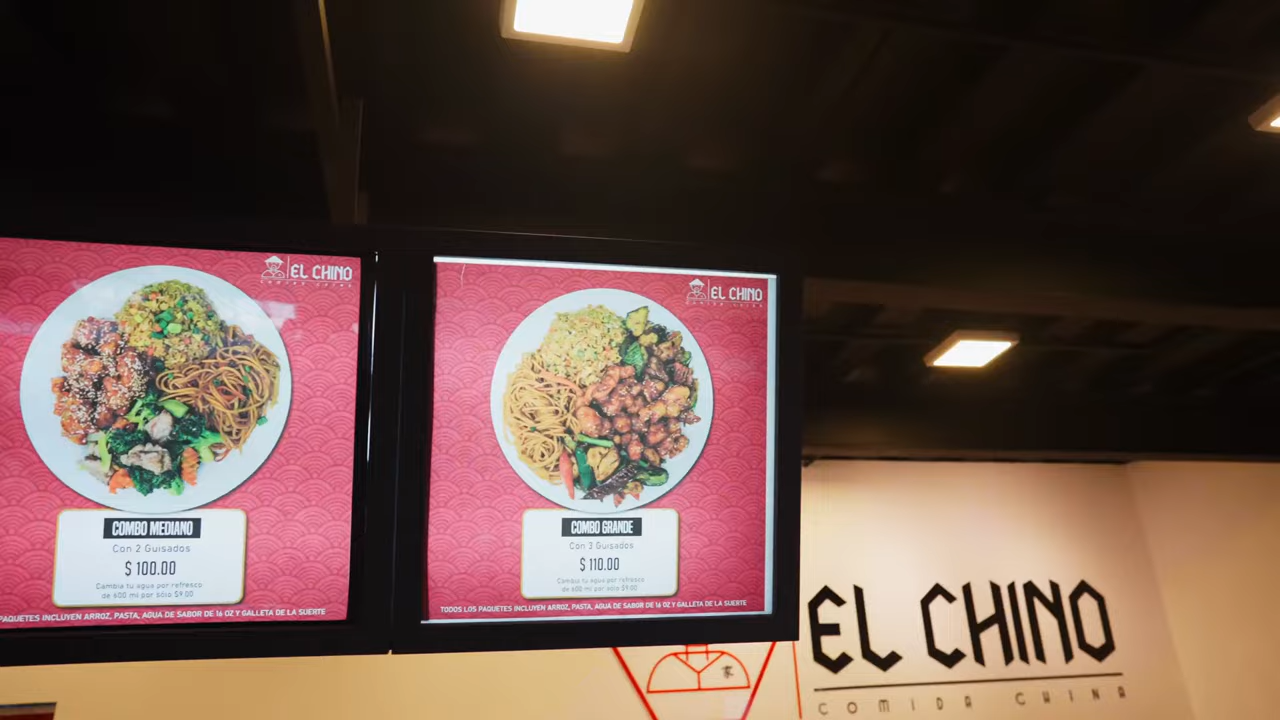 EL CHINO
COMIDA CHINA
COMBO MEDIANO
Con 2 Guisados
$ 100.00
Cambia tu agua por refresco
de 600 ml por sólo $9.00
PAQUETES INCLUYEN ARROZ, PASTA, AGUA DE SABOR DE 16 OZ Y GALLETA DE LA SUERTE
EL CHINO
COMIDA CHINA
COMBO GRANDE
Con 3 Guisados
$ 110.00
Cambia tu agua por refresco
de 600 ml por sólo $9.00
TODOS LOS PAQUETES INCLUYEN ARROZ, PASTA, AGUA DE SABOR DE 16 OZ Y GALLETA DE LA SUERTE
EL CHINO
COMIDA CHINA